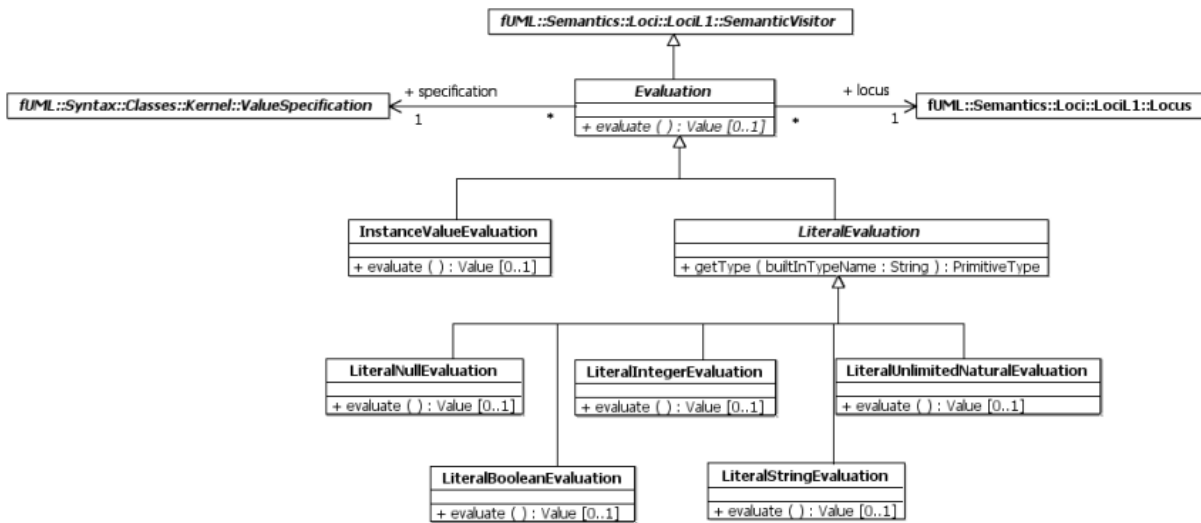 fUML::Semantics::Loci::LociL1::SemanticVisitor
+ specification
Evaluation
+ locus
fUML::Syntax::Classes::Kernel::ValueSpecification
fUML::Semantics::Loci::LociL1::Locus
1
*
+ evaluate ( ) : Value [0..1]
*
1
InstanceValueEvaluation
LiteralEvaluation
+ evaluate ( ) : Value [0..1]
+ getType ( builtInTypeName : String ) : PrimitiveType
LiteralNullEvaluation
LiteralIntegerEvaluation
LiteralUnlimitedNaturalEvaluation
+ evaluate ( ) : Value [0..1]
+ evaluate ( ) : Value [0..1]
+ evaluate ( ) : Value [0..1]
LiteralBooleanEvaluation
LiteralStringEvaluation
+ evaluate ( ) : Value [0..1]
+ evaluate ( ) : Value [0..1]